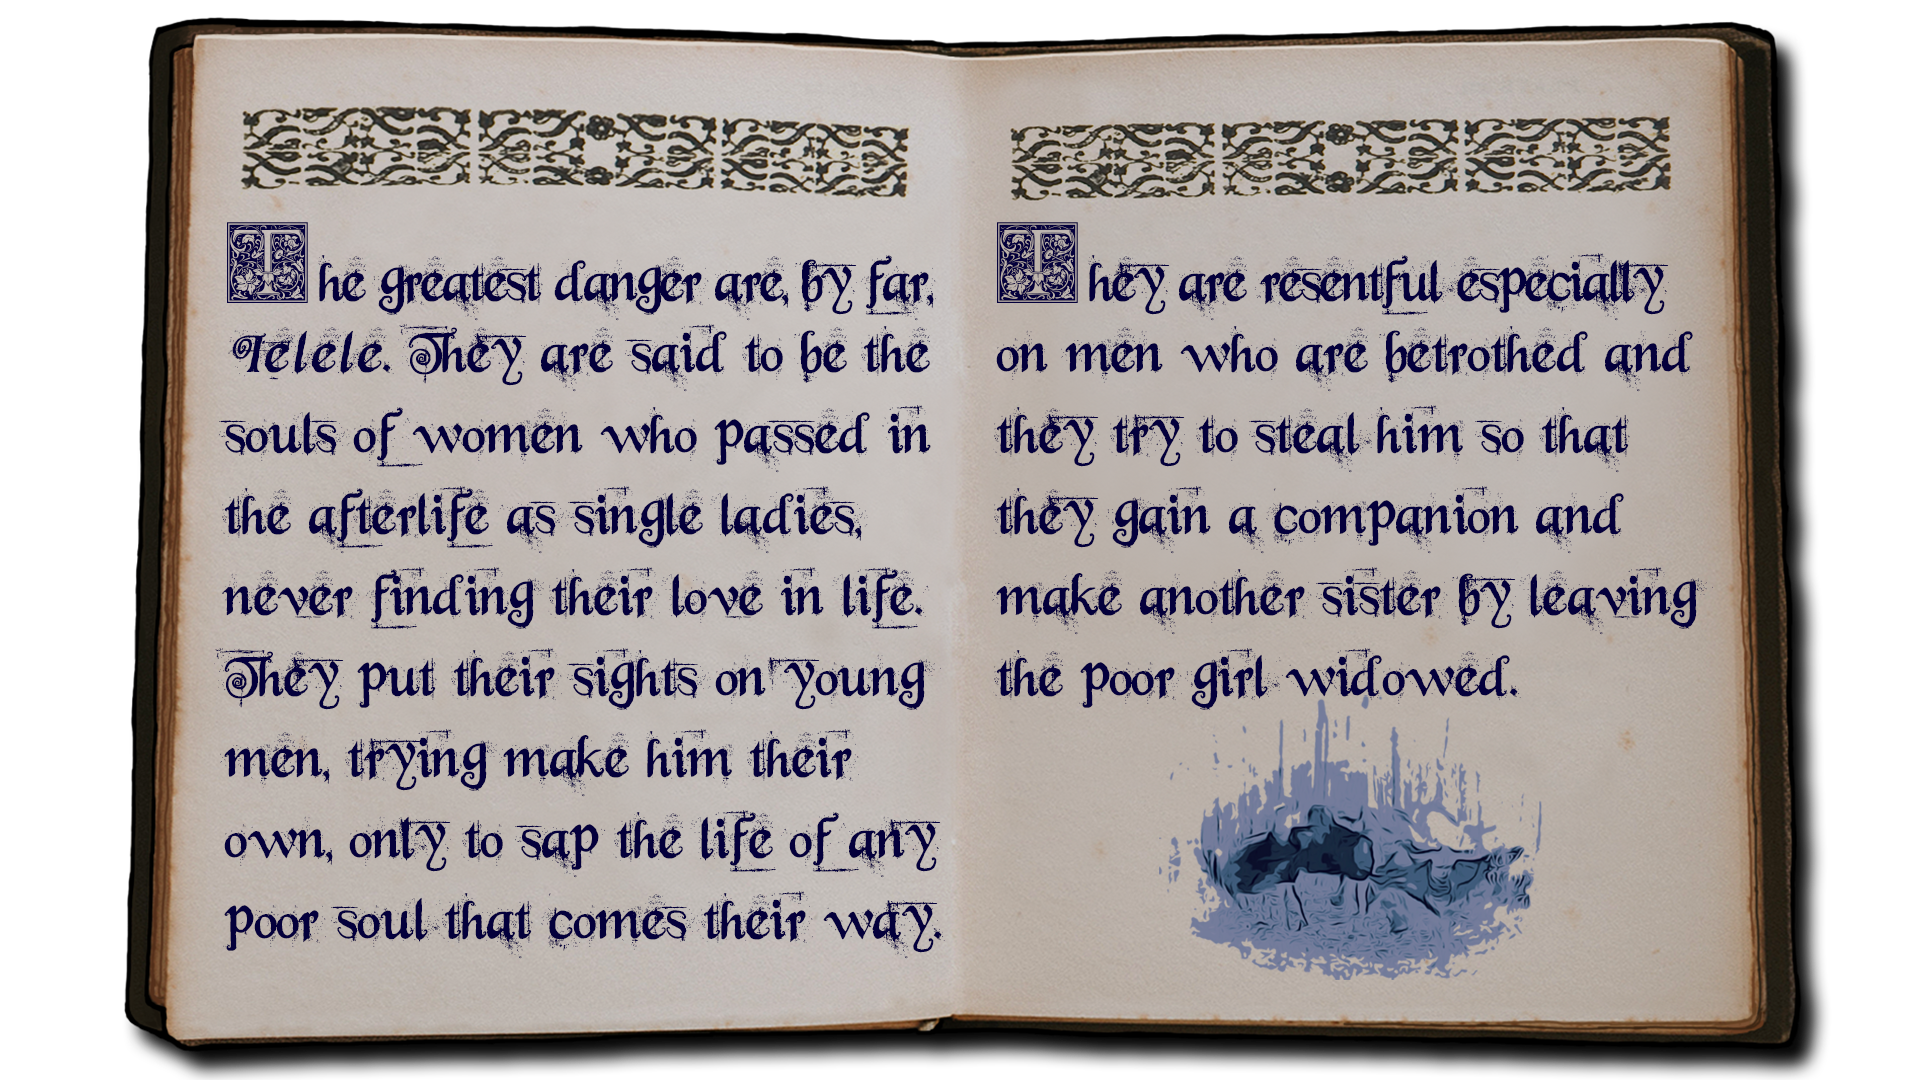 The greatest danger are, by far,
Ielele. They are said to be the
souls of women who passed in
the afterlife as single ladies,
never finding their love in life.
They put their sights on young
men, trying make him their
own, only to sap the life of any
poor soul that comes their way.
They are resentful especially
on men who are betrothed and
they try to steal him so that
they gain a companion and
make another sister by leaving
the poor girl widowed.